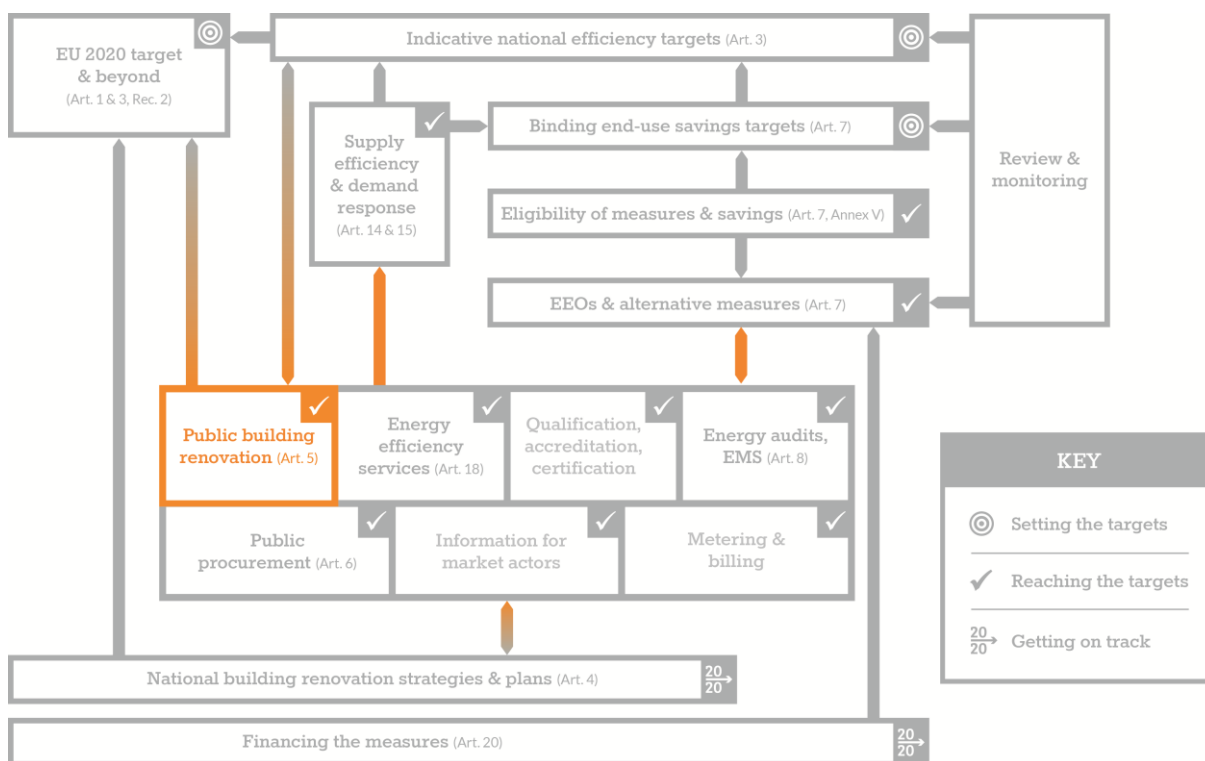 EU 2020 target
& beyond
(Art. 1 & 3, Rec. 2)
Indicative national efficiency targets (Art. 3)
Supply
efficiency
& demand
response
(Art. 14 & 15)
Binding end-use savings targets (Art. 7)
Review &
monitoring
Eligibility of measures & savings (Art. 7, Annex V)
EEOs & alternative measures (Art. 7)
Public building
renovation (Art. 5)
Energy
efficiency
services (Art. 18)
Qualification,
accreditation,
certification
Energy audits,
EMS (Art. 8)
Public
procurement (Art. 6)
Information for
market actors
Metering &
billing
KEY
Setting the targets
Reaching the targets
20
20
Getting on track
National building renovation strategies & plans (Art. 4)
20
20
Financing the measures (Art. 20)
20
20